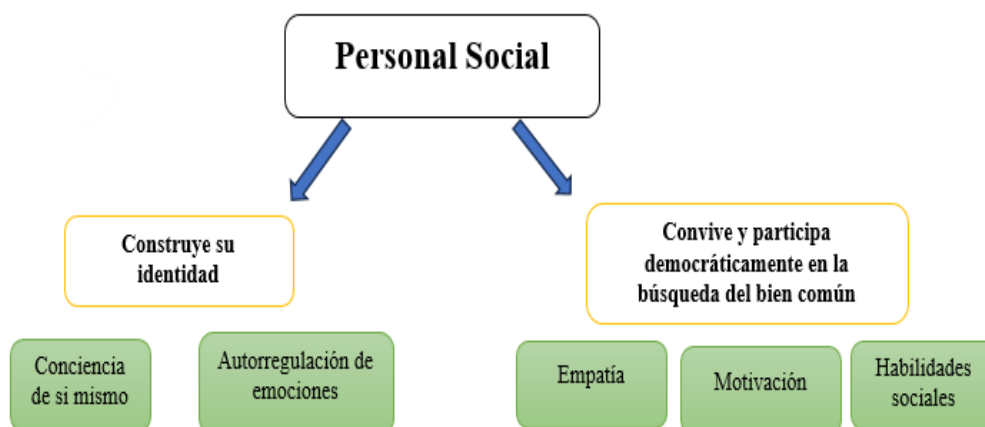 Personal Social
Construye su
identidad
Convive y participa
democráticamente en la
búsqueda del bien común
Conciencia
de si mismo
Autorregulación de
emociones
Empatía
Motivación
Habilidades
sociales